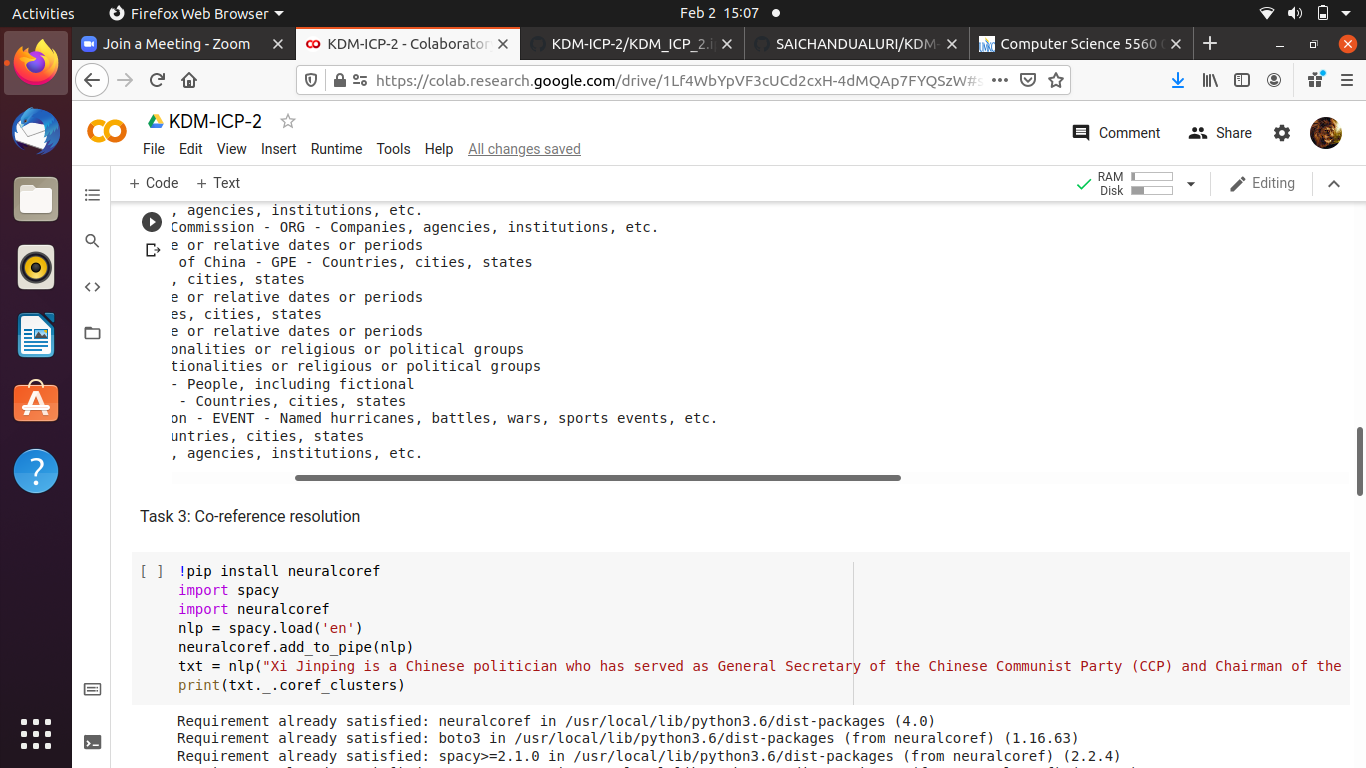 Activities
Firefox Web Browser
Feb 2 15:07
Join a Meeting - Zoom
KDM-ICP-2 - Colaboratory
KDM-ICP-2/KDM_ICP_2.i
SAICHANDUALURI/KDM-
UMKC
Computer Science 5560
https://colab.research.google.com/drive/1Lf4WbYpVF3cUCd2cxH-4dMQAp7FYQSzW#s
KDM-ICP-2
Comment
Share
File Edit View Insert Runtime Tools Help All changes saved
+ Code + Text
RAM
Disk
Editing
, agencies, institutions, etc.
Commission - ORG - Companies, agencies, institutions, etc.
e or relative dates or periods
of China - GPE - Countries, cities, states
, cities, states
e or relative dates or periods
es, cities, states
e or relative dates or periods
onalities or religious or political groups
tionalities or religious or political groups
- People, including fictional
- Countries, cities, states
on - EVENT - Named hurricanes, battles, wars, sports events, etc.
untries, cities, states
, agencies, institutions, etc.
Task 3: Co-reference resolution
[ ] !pip install neuralcoref
import spacy
import neuralcoref
nlp = spacy.load('en')
neuralcoref.add_to_pipe(nlp)
txt = nlp("Xi Jinping is a Chinese politician who has served as General Secretary of the Chinese Communist Party (CCP) and Chairman of the
print(txt._.coref_clusters)
Requirement already satisfied: neuralcoref in /usr/local/lib/python3.6/dist-packages (4.0)
Requirement already satisfied: boto3 in /usr/local/lib/python3.6/dist-packages (from neuralcoref) (1.16.63)
Requirement already satisfied: spacy>=2.1.0 in /usr/local/lib/python3.6/dist-packages (from neuralcoref) (2.2.4)